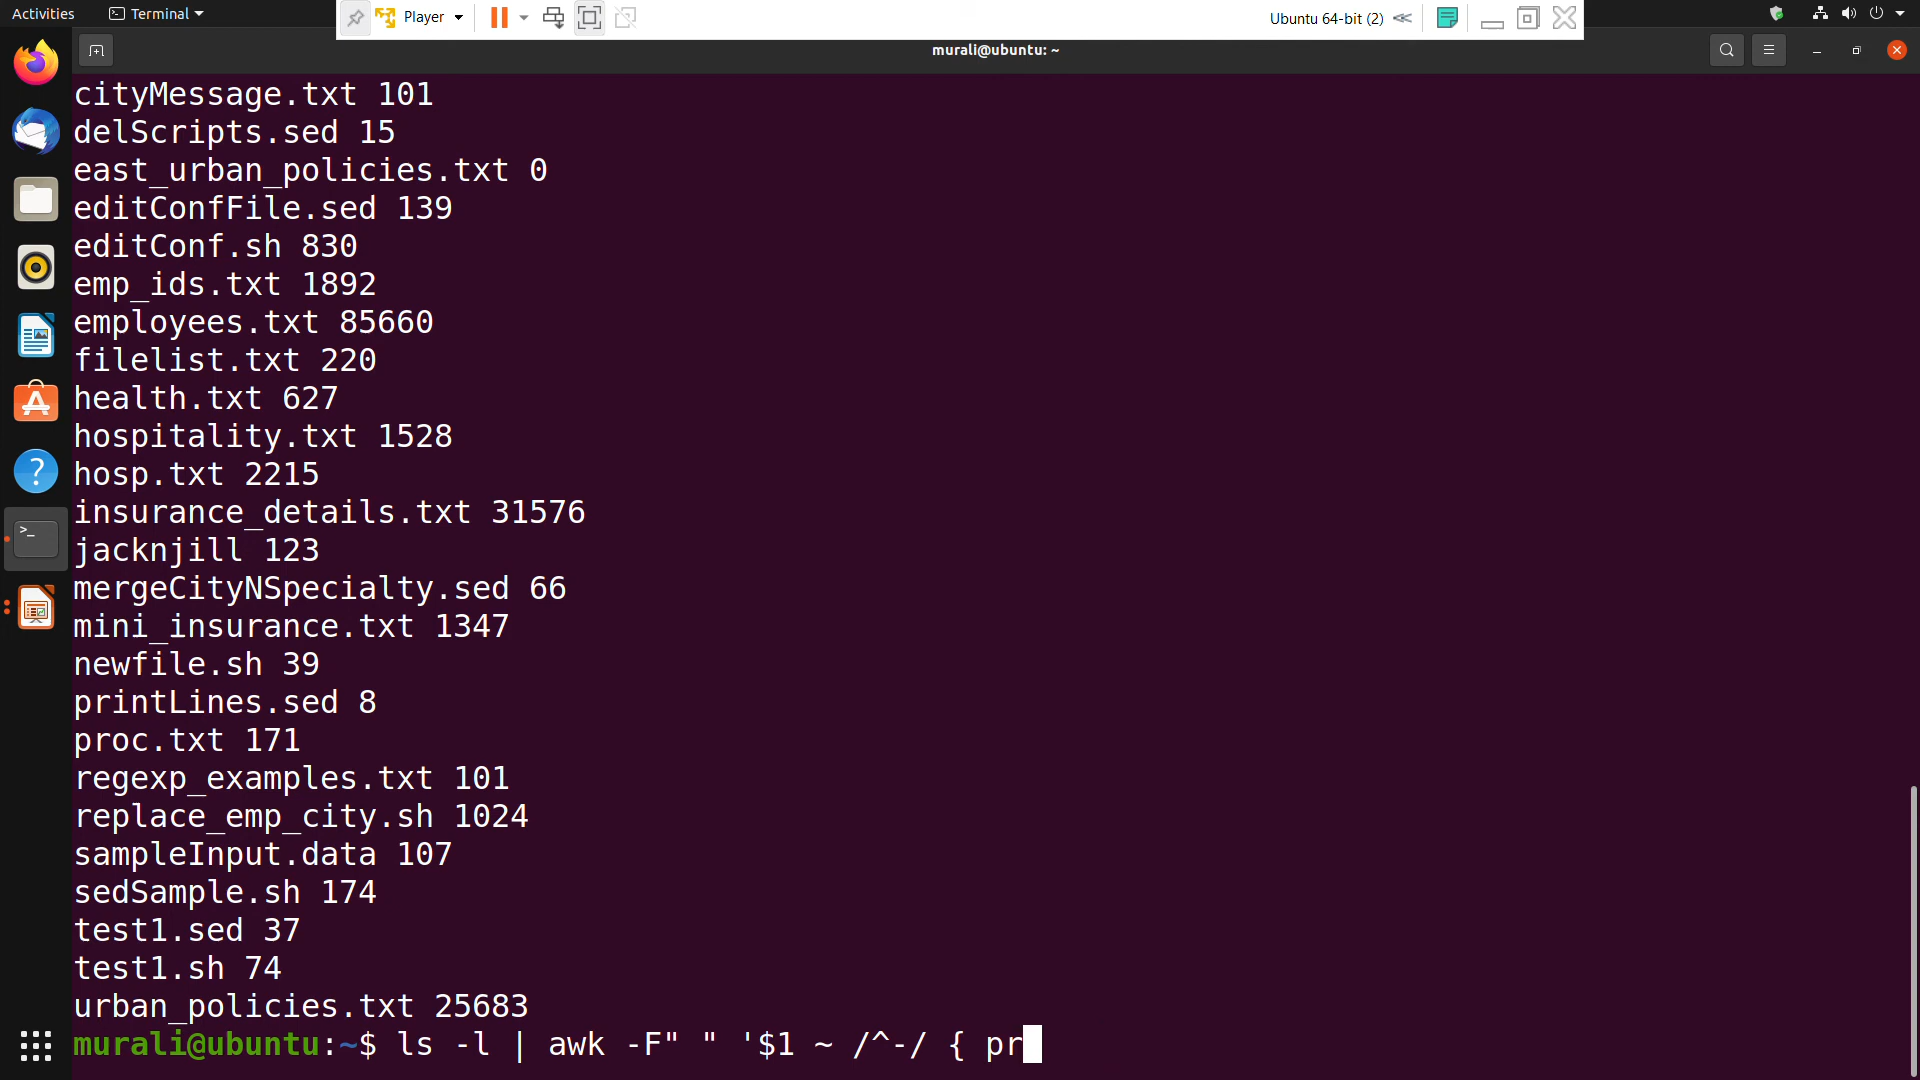 Activities
Terminal
Player
Ubuntu 64-bit (2)
murali@ubuntu: ~
cityMessage.txt 101
delScripts.sed 15
east_urban_policies.txt 0
editConfFile.sed 139
editConf.sh 830
emp_ids.txt 1892
employees.txt 85660
filelist.txt 220
health.txt 627
hospitality.txt 1528
hosp.txt 2215
insurance_details.txt 31576
jacknjill 123
mergeCityNSpecialty.sed 66
mini_insurance.txt 1347
newfile.sh 39
printLines.sed 8
proc.txt 171
regexp_examples.txt 101
replace_emp_city.sh 1024
sampleInput.data 107
sedSample.sh 174
test1.sed 37
test1.sh 74
urban_policies.txt 25683
murali@ubuntu:~$ ls -l | awk -F" " '$1 ~ /^-/ { pr